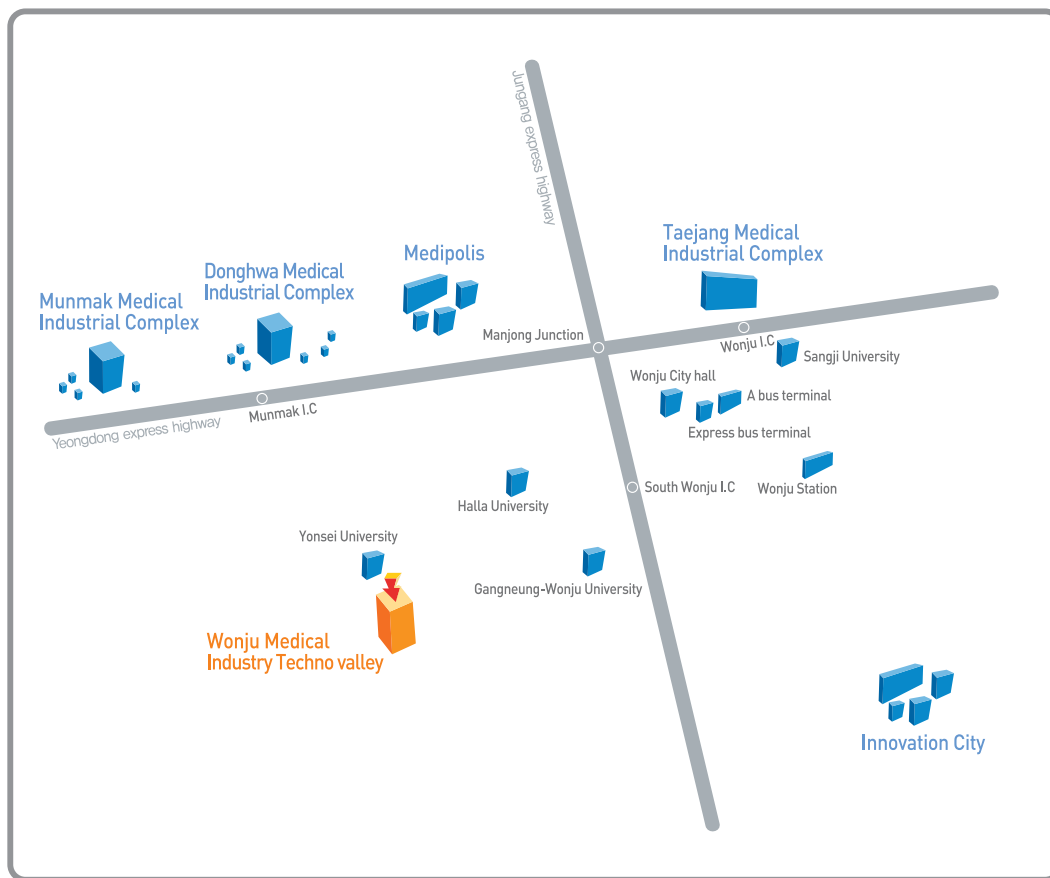 Jungang express highway
Taejang Medical
Industrial Complex
Medipolis
Donghwa Medical
Industrial Complex
Munmak Medical
Industrial Complex
Manjong Junction
Wonju I.C
Sangji University
Wonju City hall
A bus terminal
Munmak I.C
Express bus terminal
Yeongdong express highway
South Wonju I.C
Wonju Station
Halla University
Yonsei University
Gangneung-Wonju University
Wonju Medical
Industry Techno valley
Innovation City